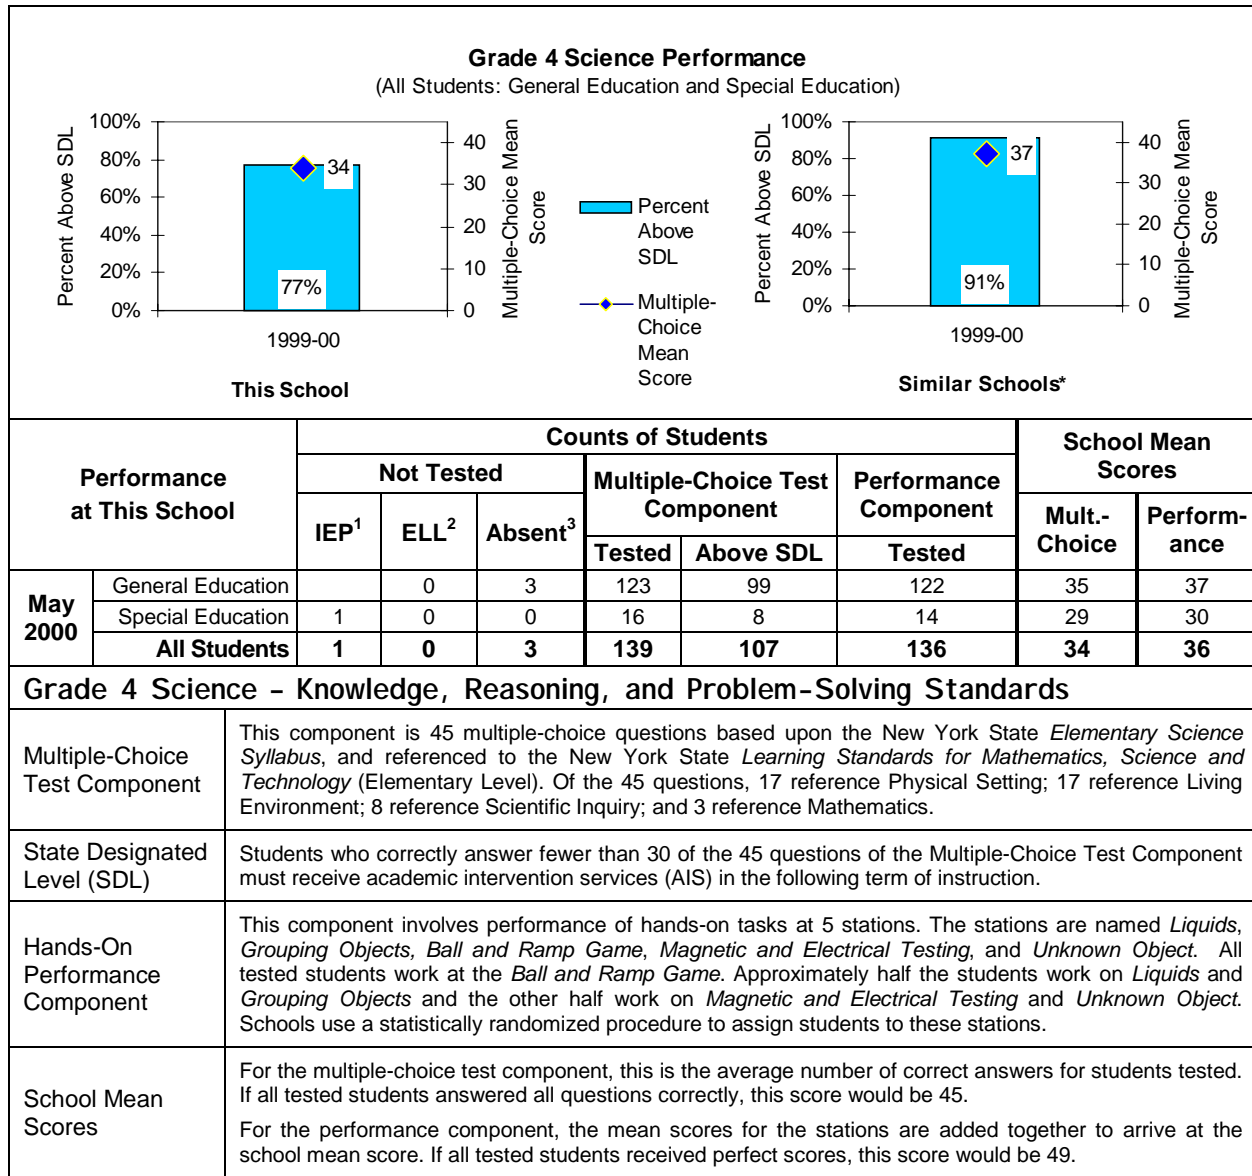 Grade 4 Science Performance
(All Students: General Education and Special Education)
Percent Above SDL
100%
80%
60%
40%
20%
0%
34
77%
40
30
20
10
0
Multiple-Choice Mean
Score
1999-00
This School
Percent
Above
SDL
Multiple-
Choice
Mean
Score
Percent Above SDL
100%
80%
60%
40%
20%
0%
37
91%
40
30
20
10
0
Multiple-Choice Mean
Score
1999-00
Similar Schools*
Performance
at This School
Counts of Students
School Mean
Scores
Not Tested
Multiple-Choice Test
Component
Performance
Component
IEP1
ELL2
Absent3
Mult.-
Choice
Perform-
ance
Tested
Above SDL
Tested
May
2000
General Education 0 3 123 99 122 35 37
Special Education 1 0 0 16 8 14 29 30
All Students 1 0 3 139 107 136 34 36
Grade 4 Science – Knowledge, Reasoning, and Problem-Solving Standards
Multiple-Choice
Test Component
This component is 45 multiple-choice questions based upon the New York State Elementary Science
Syllabus, and referenced to the New York State Learning Standards for Mathematics, Science and
Technology (Elementary Level). Of the 45 questions, 17 reference Physical Setting; 17 reference Living
Environment; 8 reference Scientific Inquiry; and 3 reference Mathematics.
State Designated
Level (SDL)
Students who correctly answer fewer than 30 of the 45 questions of the Multiple-Choice Test Component
must receive academic intervention services (AIS) in the following term of instruction.
Hands-On
Performance
Component
This component involves performance of hands-on tasks at 5 stations. The stations are named Liquids,
Grouping Objects, Ball and Ramp Game, Magnetic and Electrical Testing, and Unknown Object. All
tested students work at the Ball and Ramp Game. Approximately half the students work on Liquids and
Grouping Objects and the other half work on Magnetic and Electrical Testing and Unknown Object.
Schools use a statistically randomized procedure to assign students to these stations.
School Mean
Scores
For the multiple-choice test component, this is the average number of correct answers for students tested.
If all tested students answered all questions correctly, this score would be 45.
For the performance component, the mean scores for the stations are added together to arrive at the
school mean score. If all tested students received perfect scores, this score would be 49.